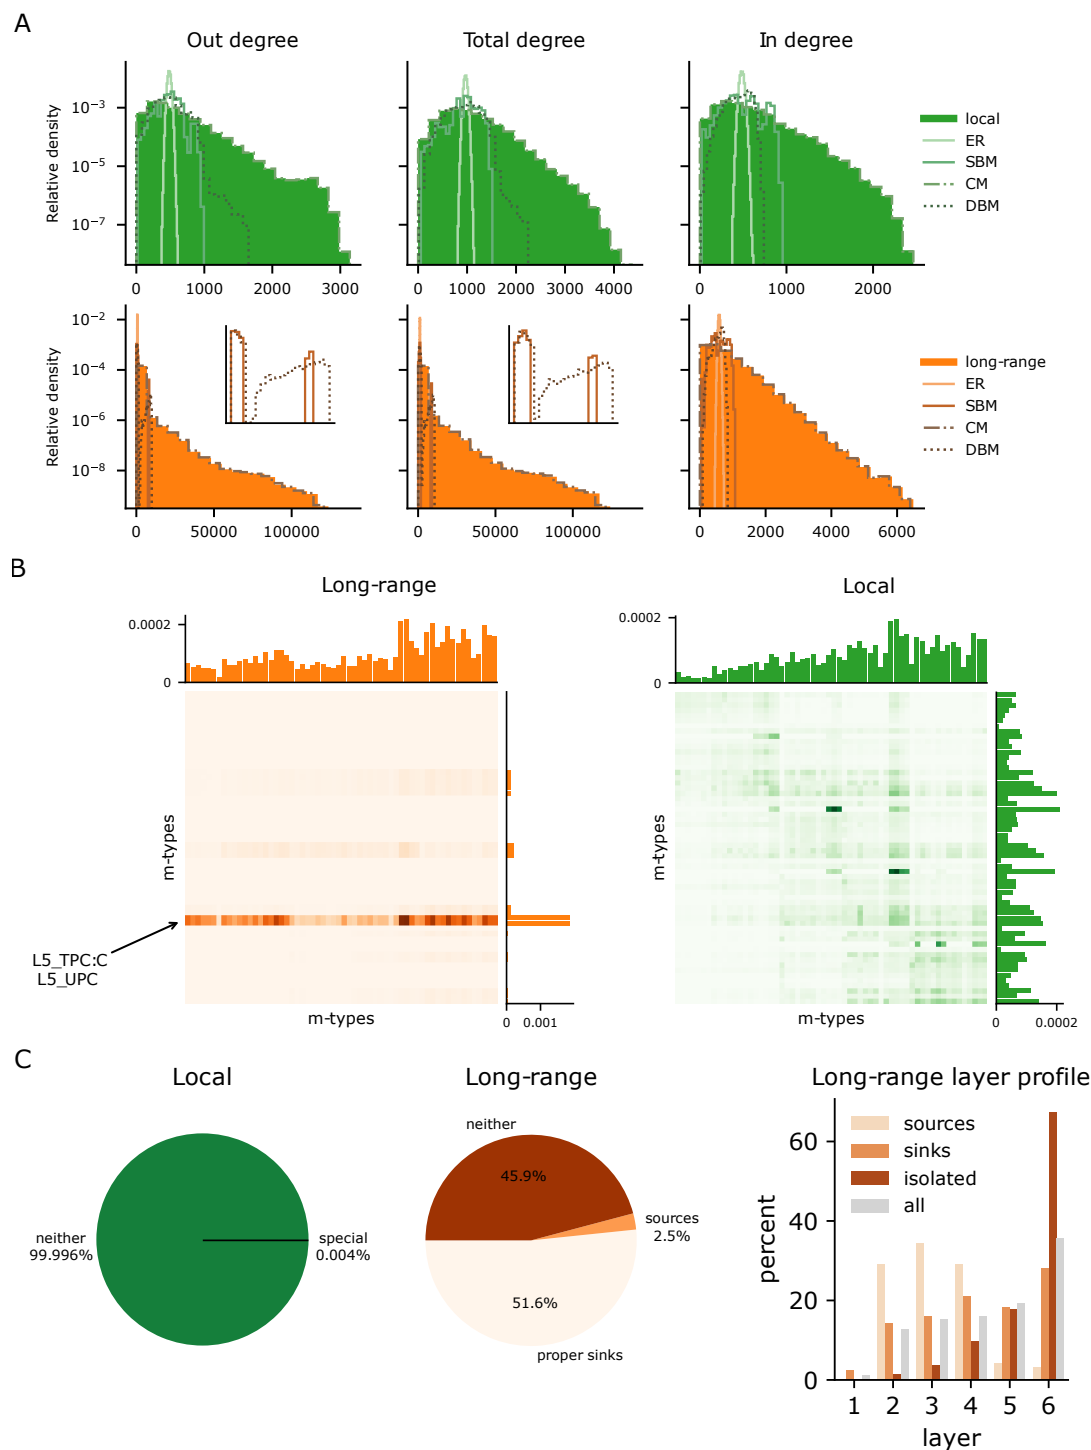 A
Out degree
Total degree
In degree
Relative density
10⁻³
10⁻⁵
10⁻⁷
0 1000 2000 3000
0 1000 2000 3000 4000
0 1000 2000
local
ER
SBM
CM
DBM
Relative density
10⁻²
10⁻⁴
10⁻⁶
10⁻⁸
0 50000 100000
0 50000 100000
0 2000 4000 6000
long-range
ER
SBM
CM
DBM
B
Long-range
0.0002
0
m-types
L5_TPC:C
L5_UPC
m-types
0 0.001
Local
0.0002
0
m-types
m-types
0 0.0002
C
Local
neither
99.996%
special
0.004%
Long-range
neither
45.9%
sources
2.5%
51.6%
proper sinks
Long-range layer profile
sources
sinks
isolated
all
percent
60
40
20
0
1 2 3 4 5 6
layer